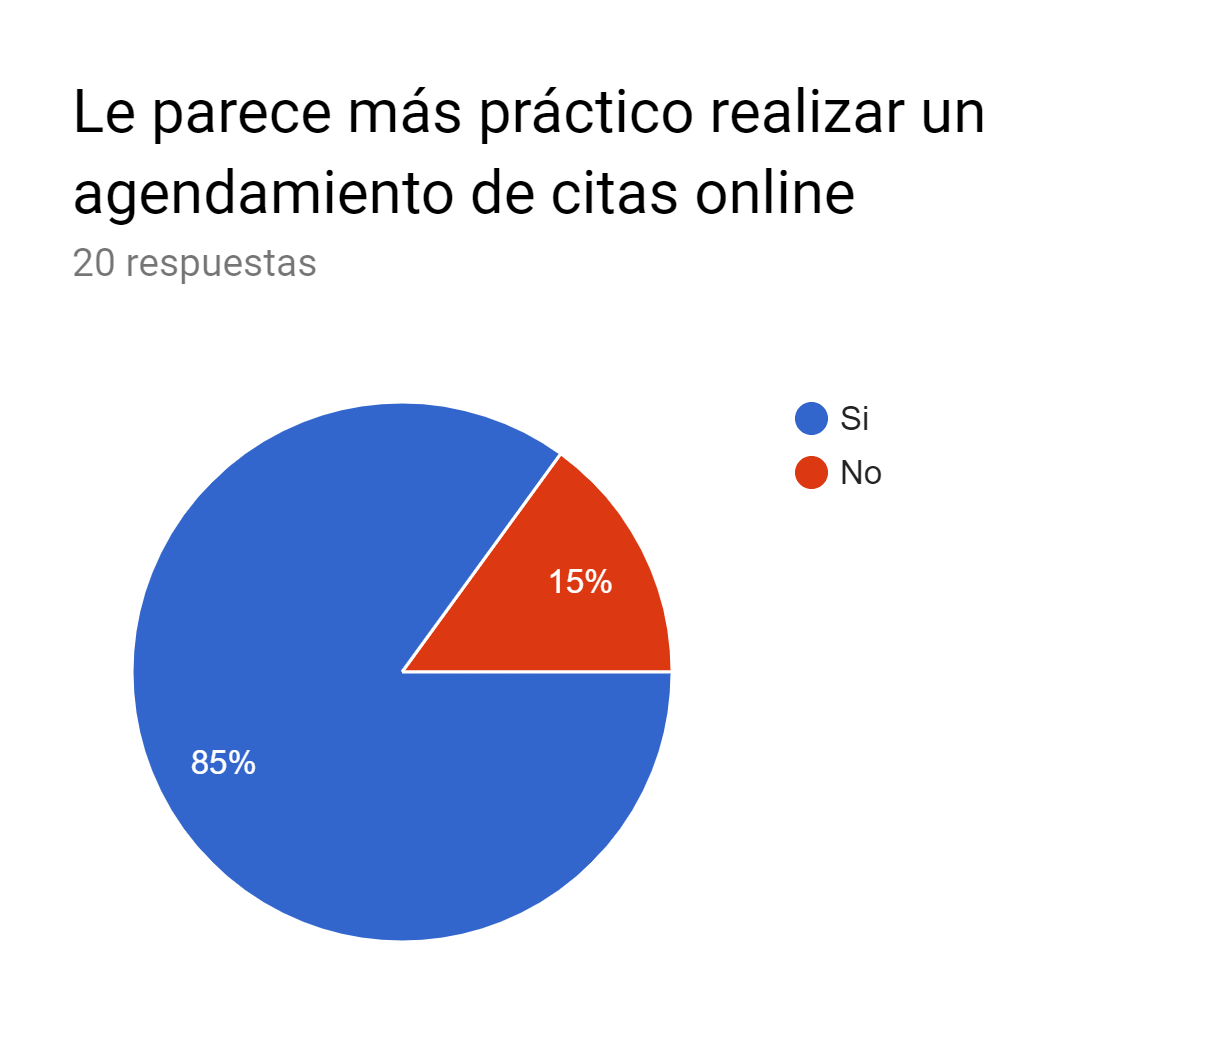 Le parece más práctico realizar un
agendamiento de citas online
20 respuestas
Si
No
15%
85%